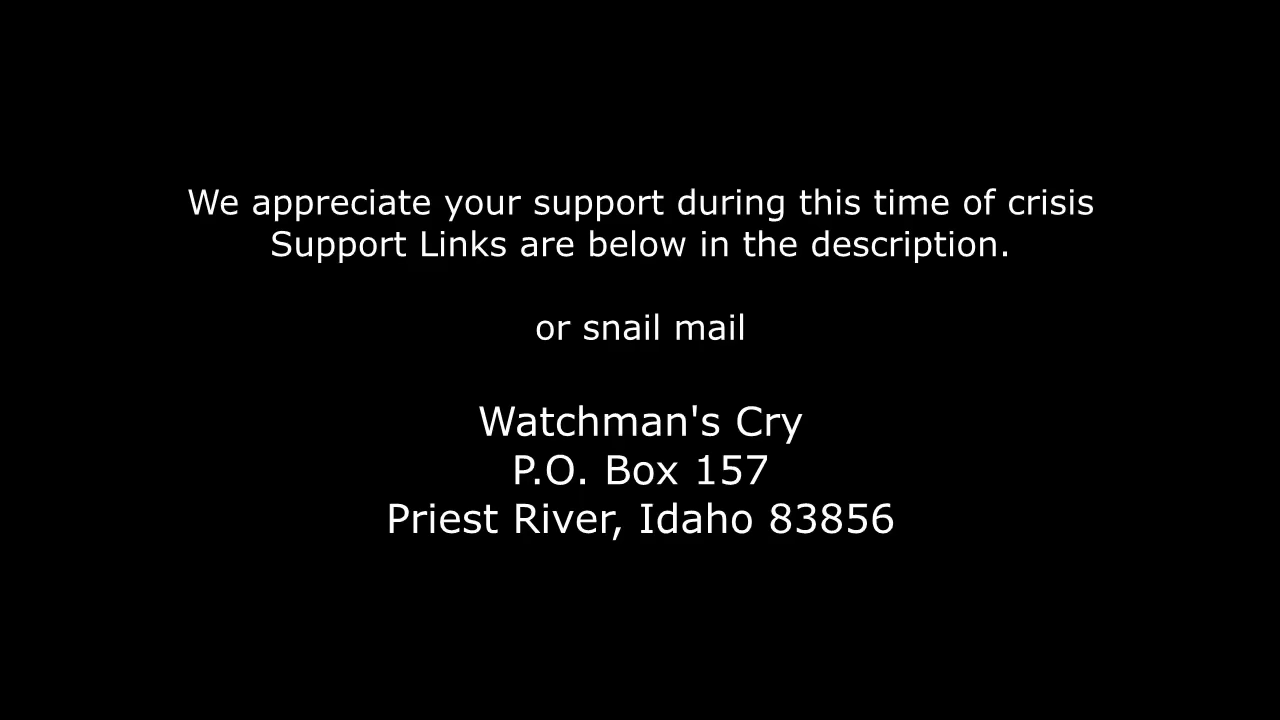 We appreciate your support during this time of crisis
Support Links are below in the description.
or snail mail
Watchman's Cry
P.O. Box 157
Priest River, Idaho 83856